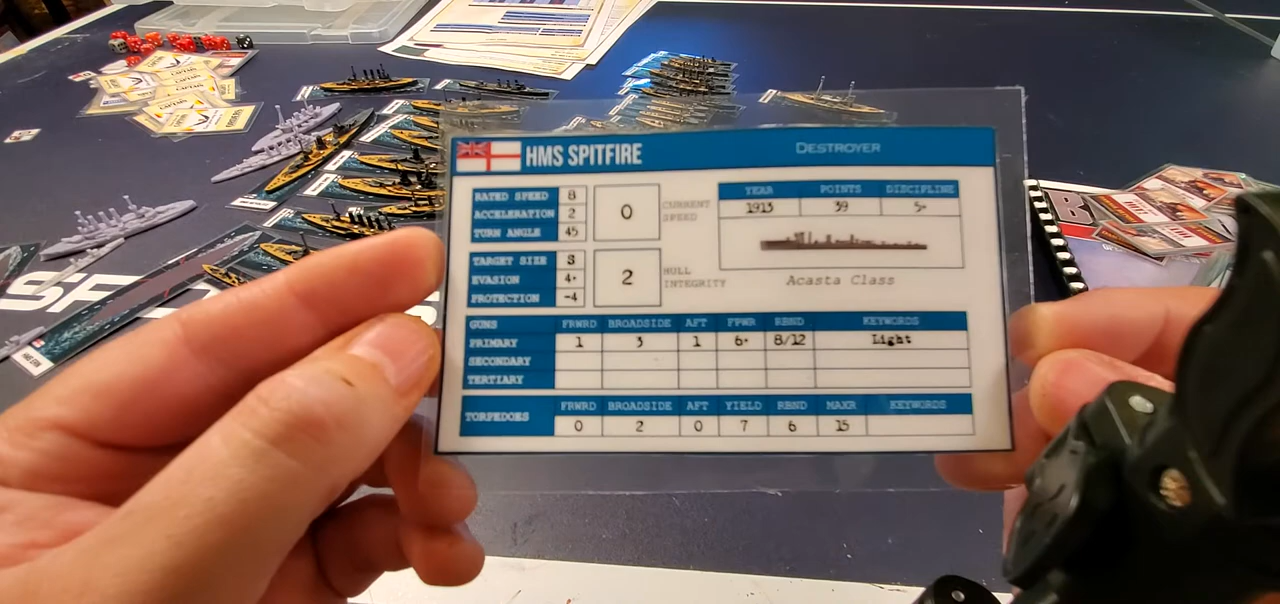 HMS SPITFIRE DESTROYER
RATED SPEED 8
ACCELERATION 2
TURN ANGLE 45
0 CURRENT SPEED
TARGET SIZE S
EVASION 4+
PROTECTION -4
2 HULL INTEGRITY
YEAR POINTS DISCIPLINE
1913 39 5+
Acasta Class
GUNS FRWRD BROADSIDE AFT FPWR RBND KEYWORDS
PRIMARY 1 3 1 6+ 8/12 Light
SECONDARY
TERTIARY
TORPEDOES FRWRD BROADSIDE AFT YIELD RBND MAXR KEYWORDS
0 2 0 7 6 15
SF